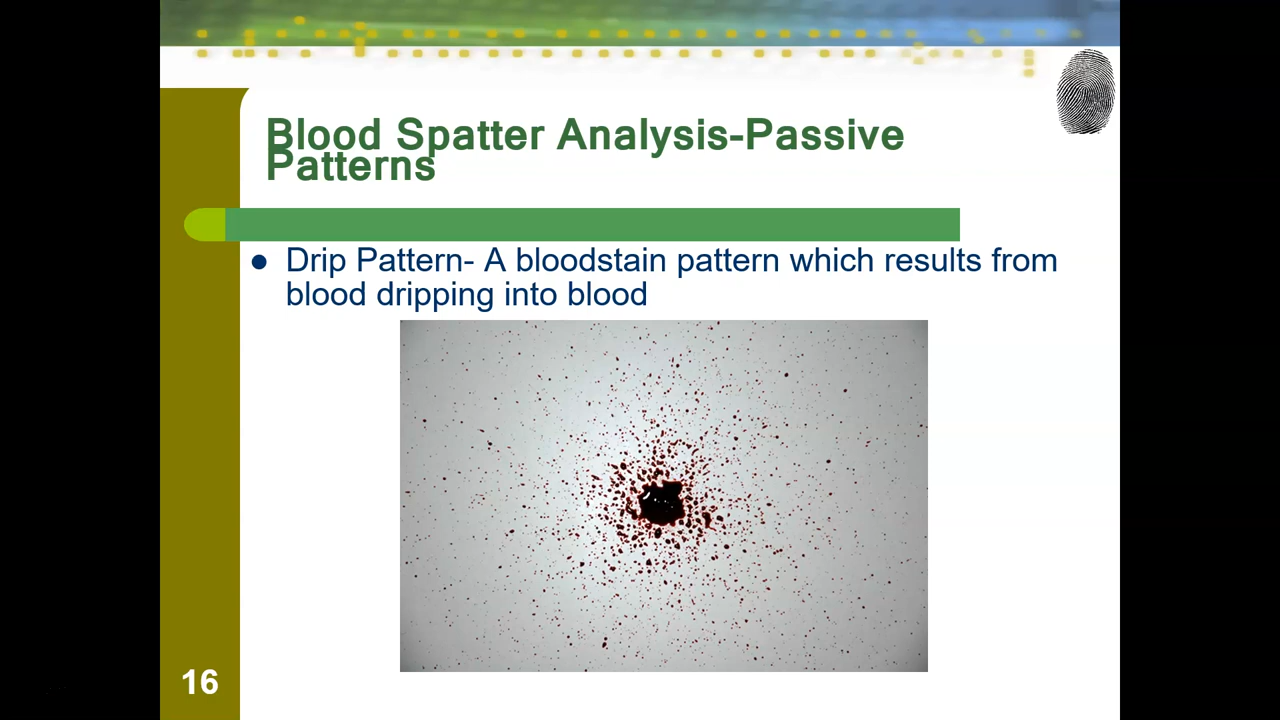 Blood Spatter Analysis-Passive
Patterns
● Drip Pattern- A bloodstain pattern which results from
blood dripping into blood
16